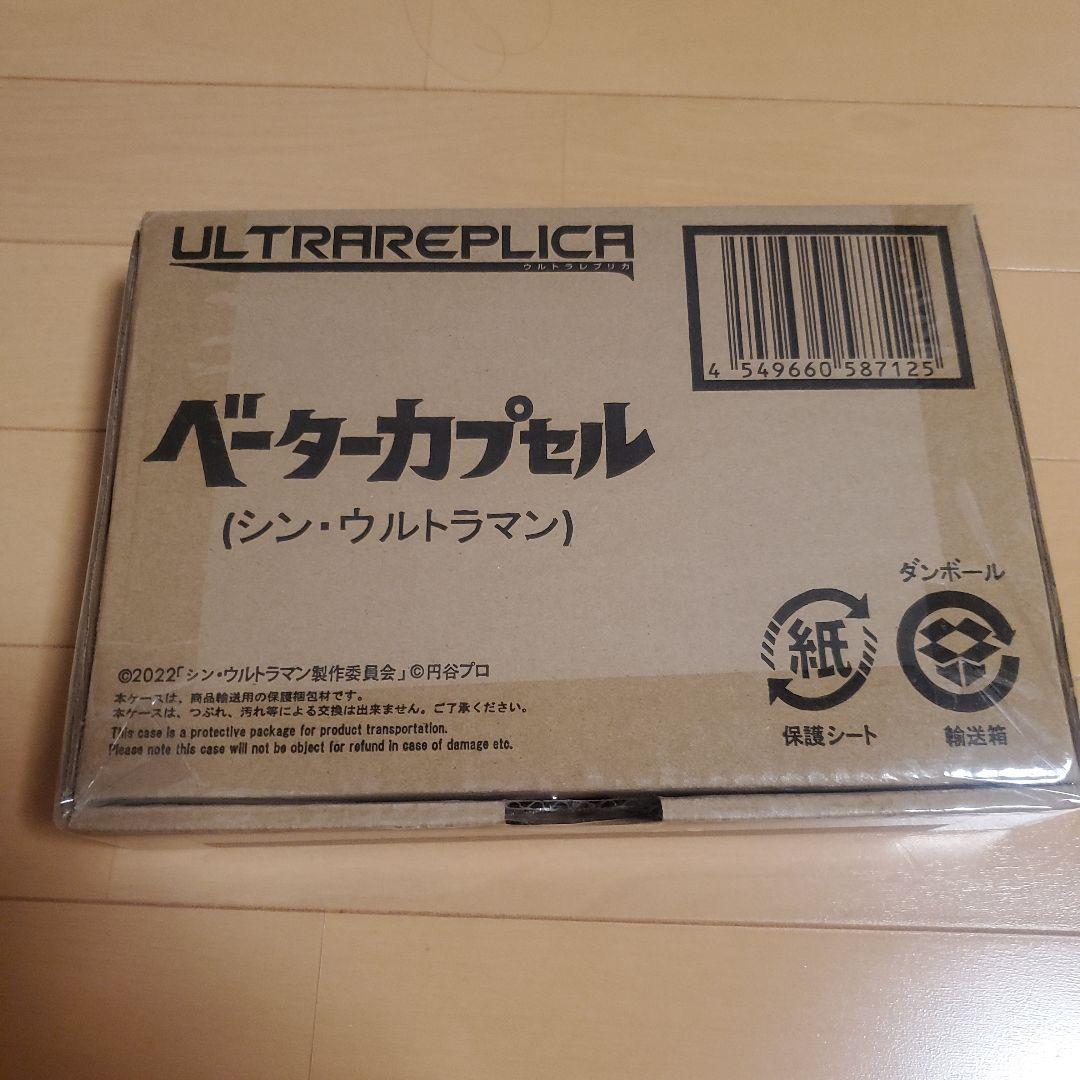 ULTRAREPLICA
ウルトラレプリカ
4 549660 587125
ベーターカプセル
(シン・ウルトラマン)
ダンボール
紙
保護シート
輸送箱
©2022「シン・ウルトラマン製作委員会」©円谷プロ
本ケースは、商品輸送用の保護梱包材です。
本ケースは、つぶれ、汚れ等による交換は出来ません。ご了承ください。
This case is a protective package for product transportation.
Please note this case will not be object for refund in case of damage etc.